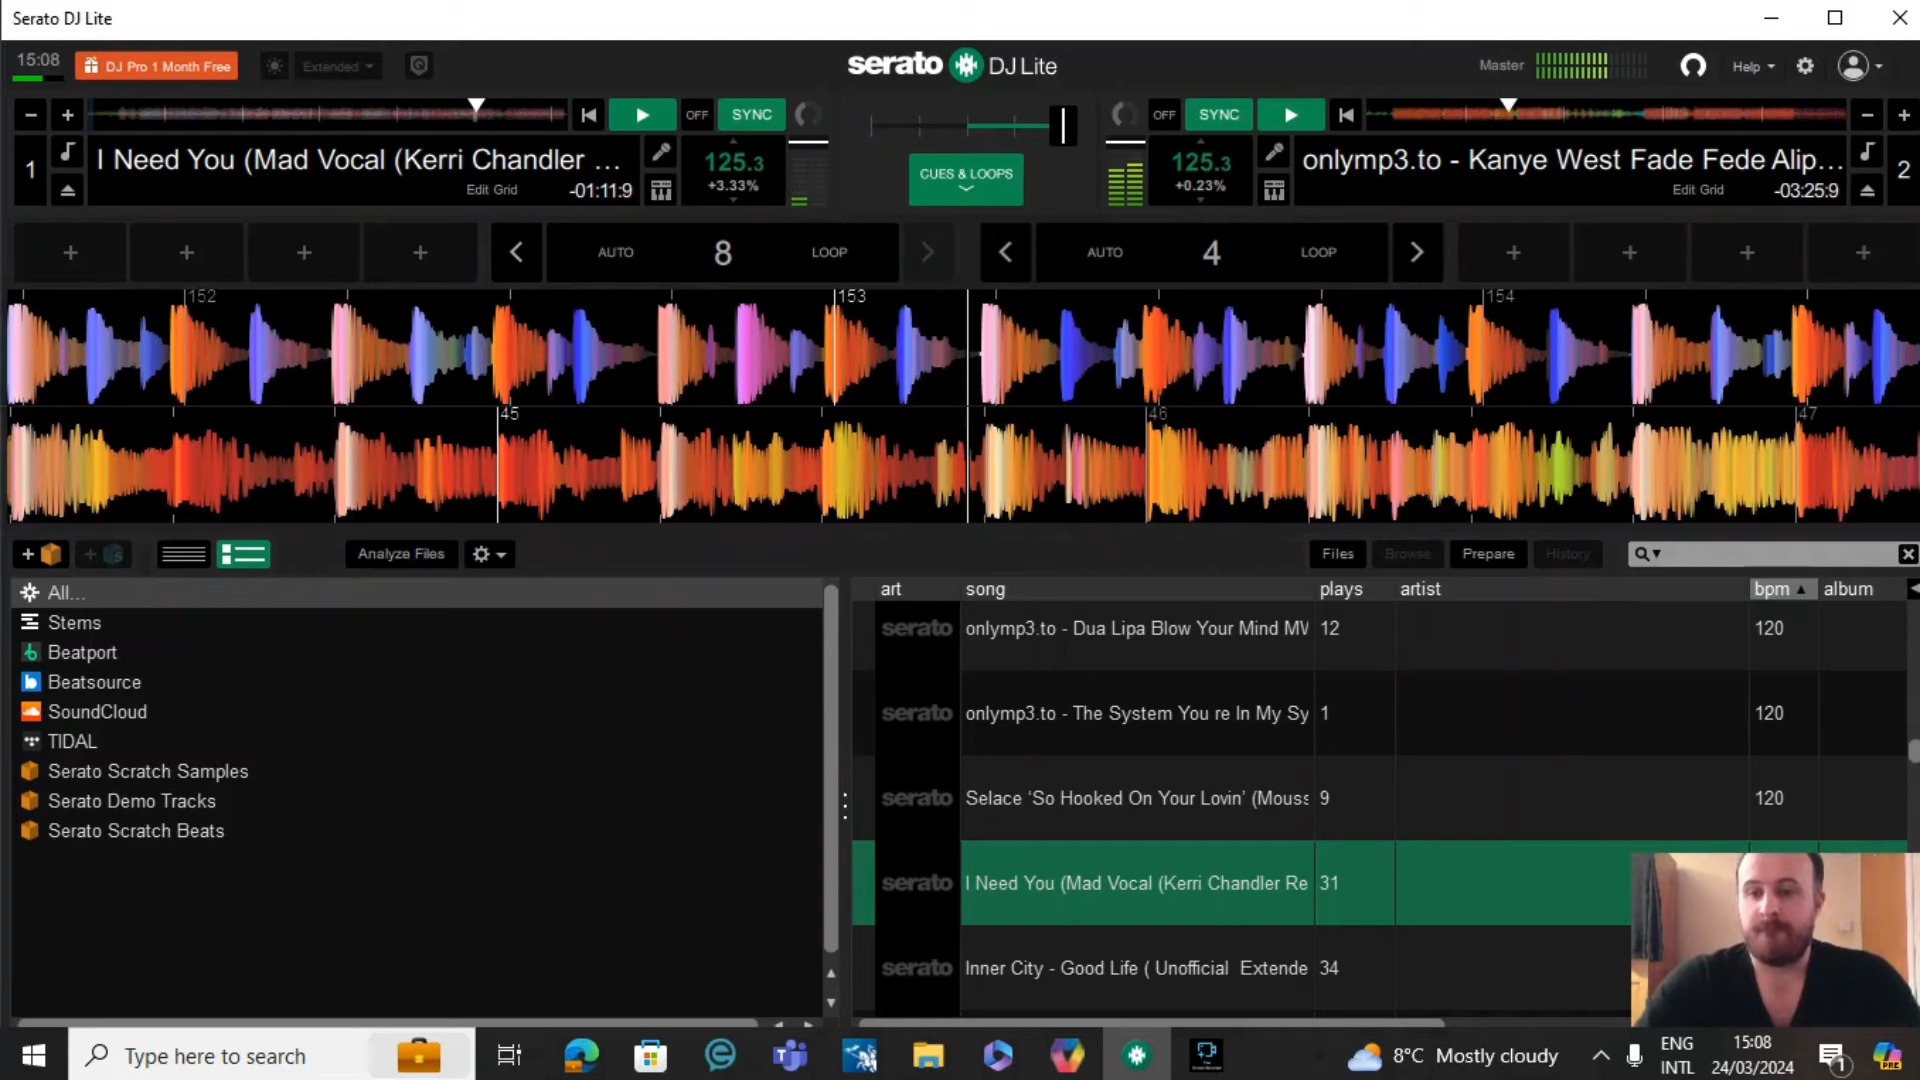 Serato DJ Lite
15:08
DJ Pro 1 Month Free
Extended
serato DJ Lite
Master
Help
OFF
SYNC
OFF
SYNC
1
I Need You (Mad Vocal (Kerri Chandler ...
Edit Grid
-01:11:9
125.3
+3.33%
CUES & LOOPS
125.3
+0.23%
onlymp3.to - Kanye West Fade Fede Alip...
Edit Grid
-03:25:9
2
AUTO 8 LOOP
AUTO 4 LOOP
152
153
154
45
46
47
Analyze Files
Files
Browse
Prepare
History
All...
Stems
Beatport
Beatsource
SoundCloud
TIDAL
Serato Scratch Samples
Serato Demo Tracks
Serato Scratch Beats
art song plays artist bpm album
serato onlymp3.to - Dua Lipa Blow Your Mind MW 12 120
serato onlymp3.to - The System You re In My Sy 1 120
serato Selace ‘So Hooked On Your Lovin’ (Mouss 9 120
serato I Need You (Mad Vocal (Kerri Chandler Re 31
serato Inner City - Good Life ( Unofficial Extende 34
Type here to search
8°C Mostly cloudy
ENG
INTL
15:08
24/03/2024
1
PRE